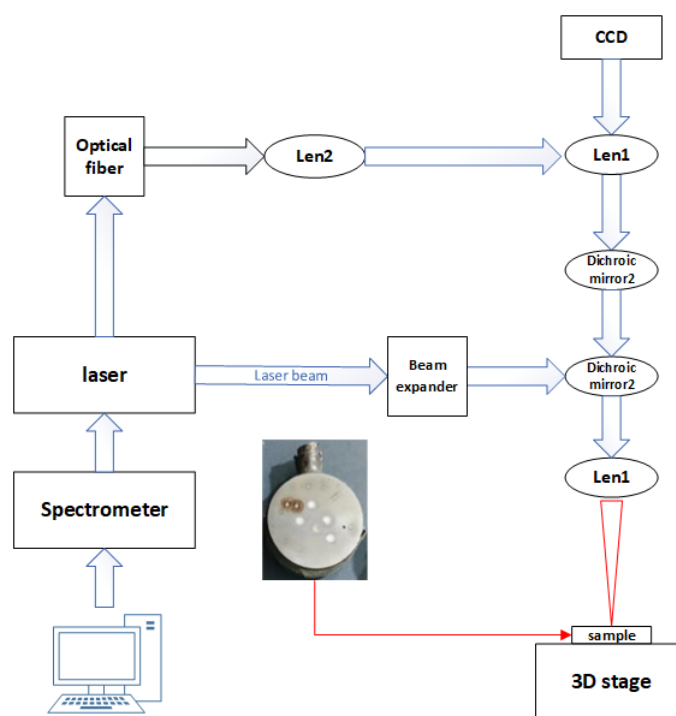 CCD
Optical
fiber
Len2
Len1
Dichroic
mirror2
laser
Laser beam
Beam
expander
Dichroic
mirror2
Spectrometer
Len1
sample
3D stage